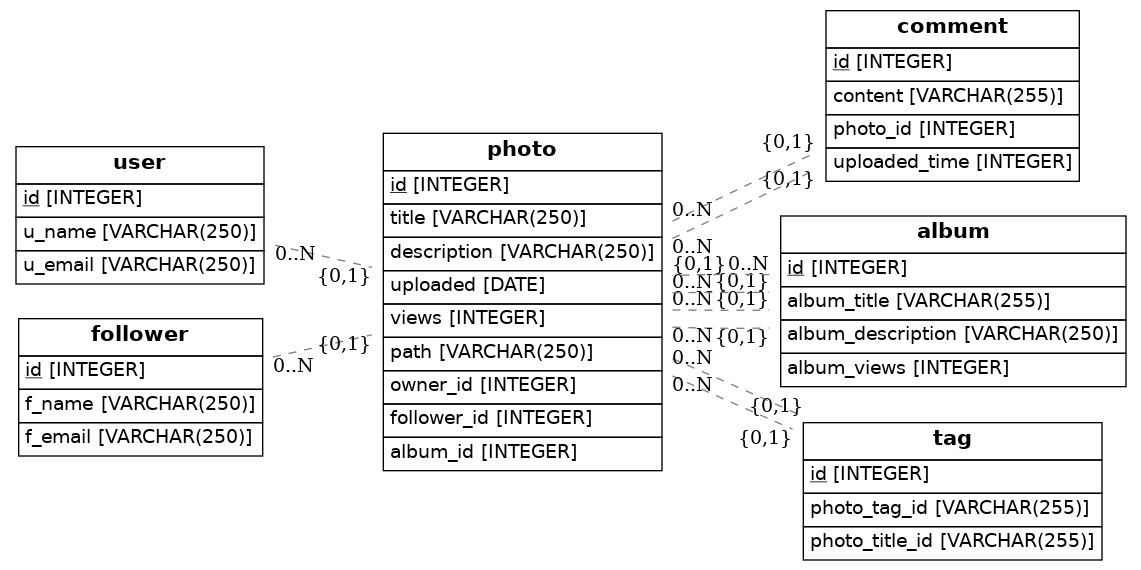 user
id [INTEGER]
u_name [VARCHAR(250)]
u_email [VARCHAR(250)]
follower
id [INTEGER]
f_name [VARCHAR(250)]
f_email [VARCHAR(250)]
0..N
{0,1}
{0,1}
0..N
photo
id [INTEGER]
title [VARCHAR(250)]
description [VARCHAR(250)]
uploaded [DATE]
views [INTEGER]
path [VARCHAR(250)]
owner_id [INTEGER]
follower_id [INTEGER]
album_id [INTEGER]
{0,1}
{0,1}
0..N
0..N
{0,1} 0..N
0..N {0,1}
0..N {0,1}
0..N {0,1}
0..N
0..N
{0,1}
{0,1}
comment
id [INTEGER]
content [VARCHAR(255)]
photo_id [INTEGER]
uploaded_time [INTEGER]
album
id [INTEGER]
album_title [VARCHAR(255)]
album_description [VARCHAR(250)]
album_views [INTEGER]
tag
id [INTEGER]
photo_tag_id [VARCHAR(255)]
photo_title_id [VARCHAR(255)]